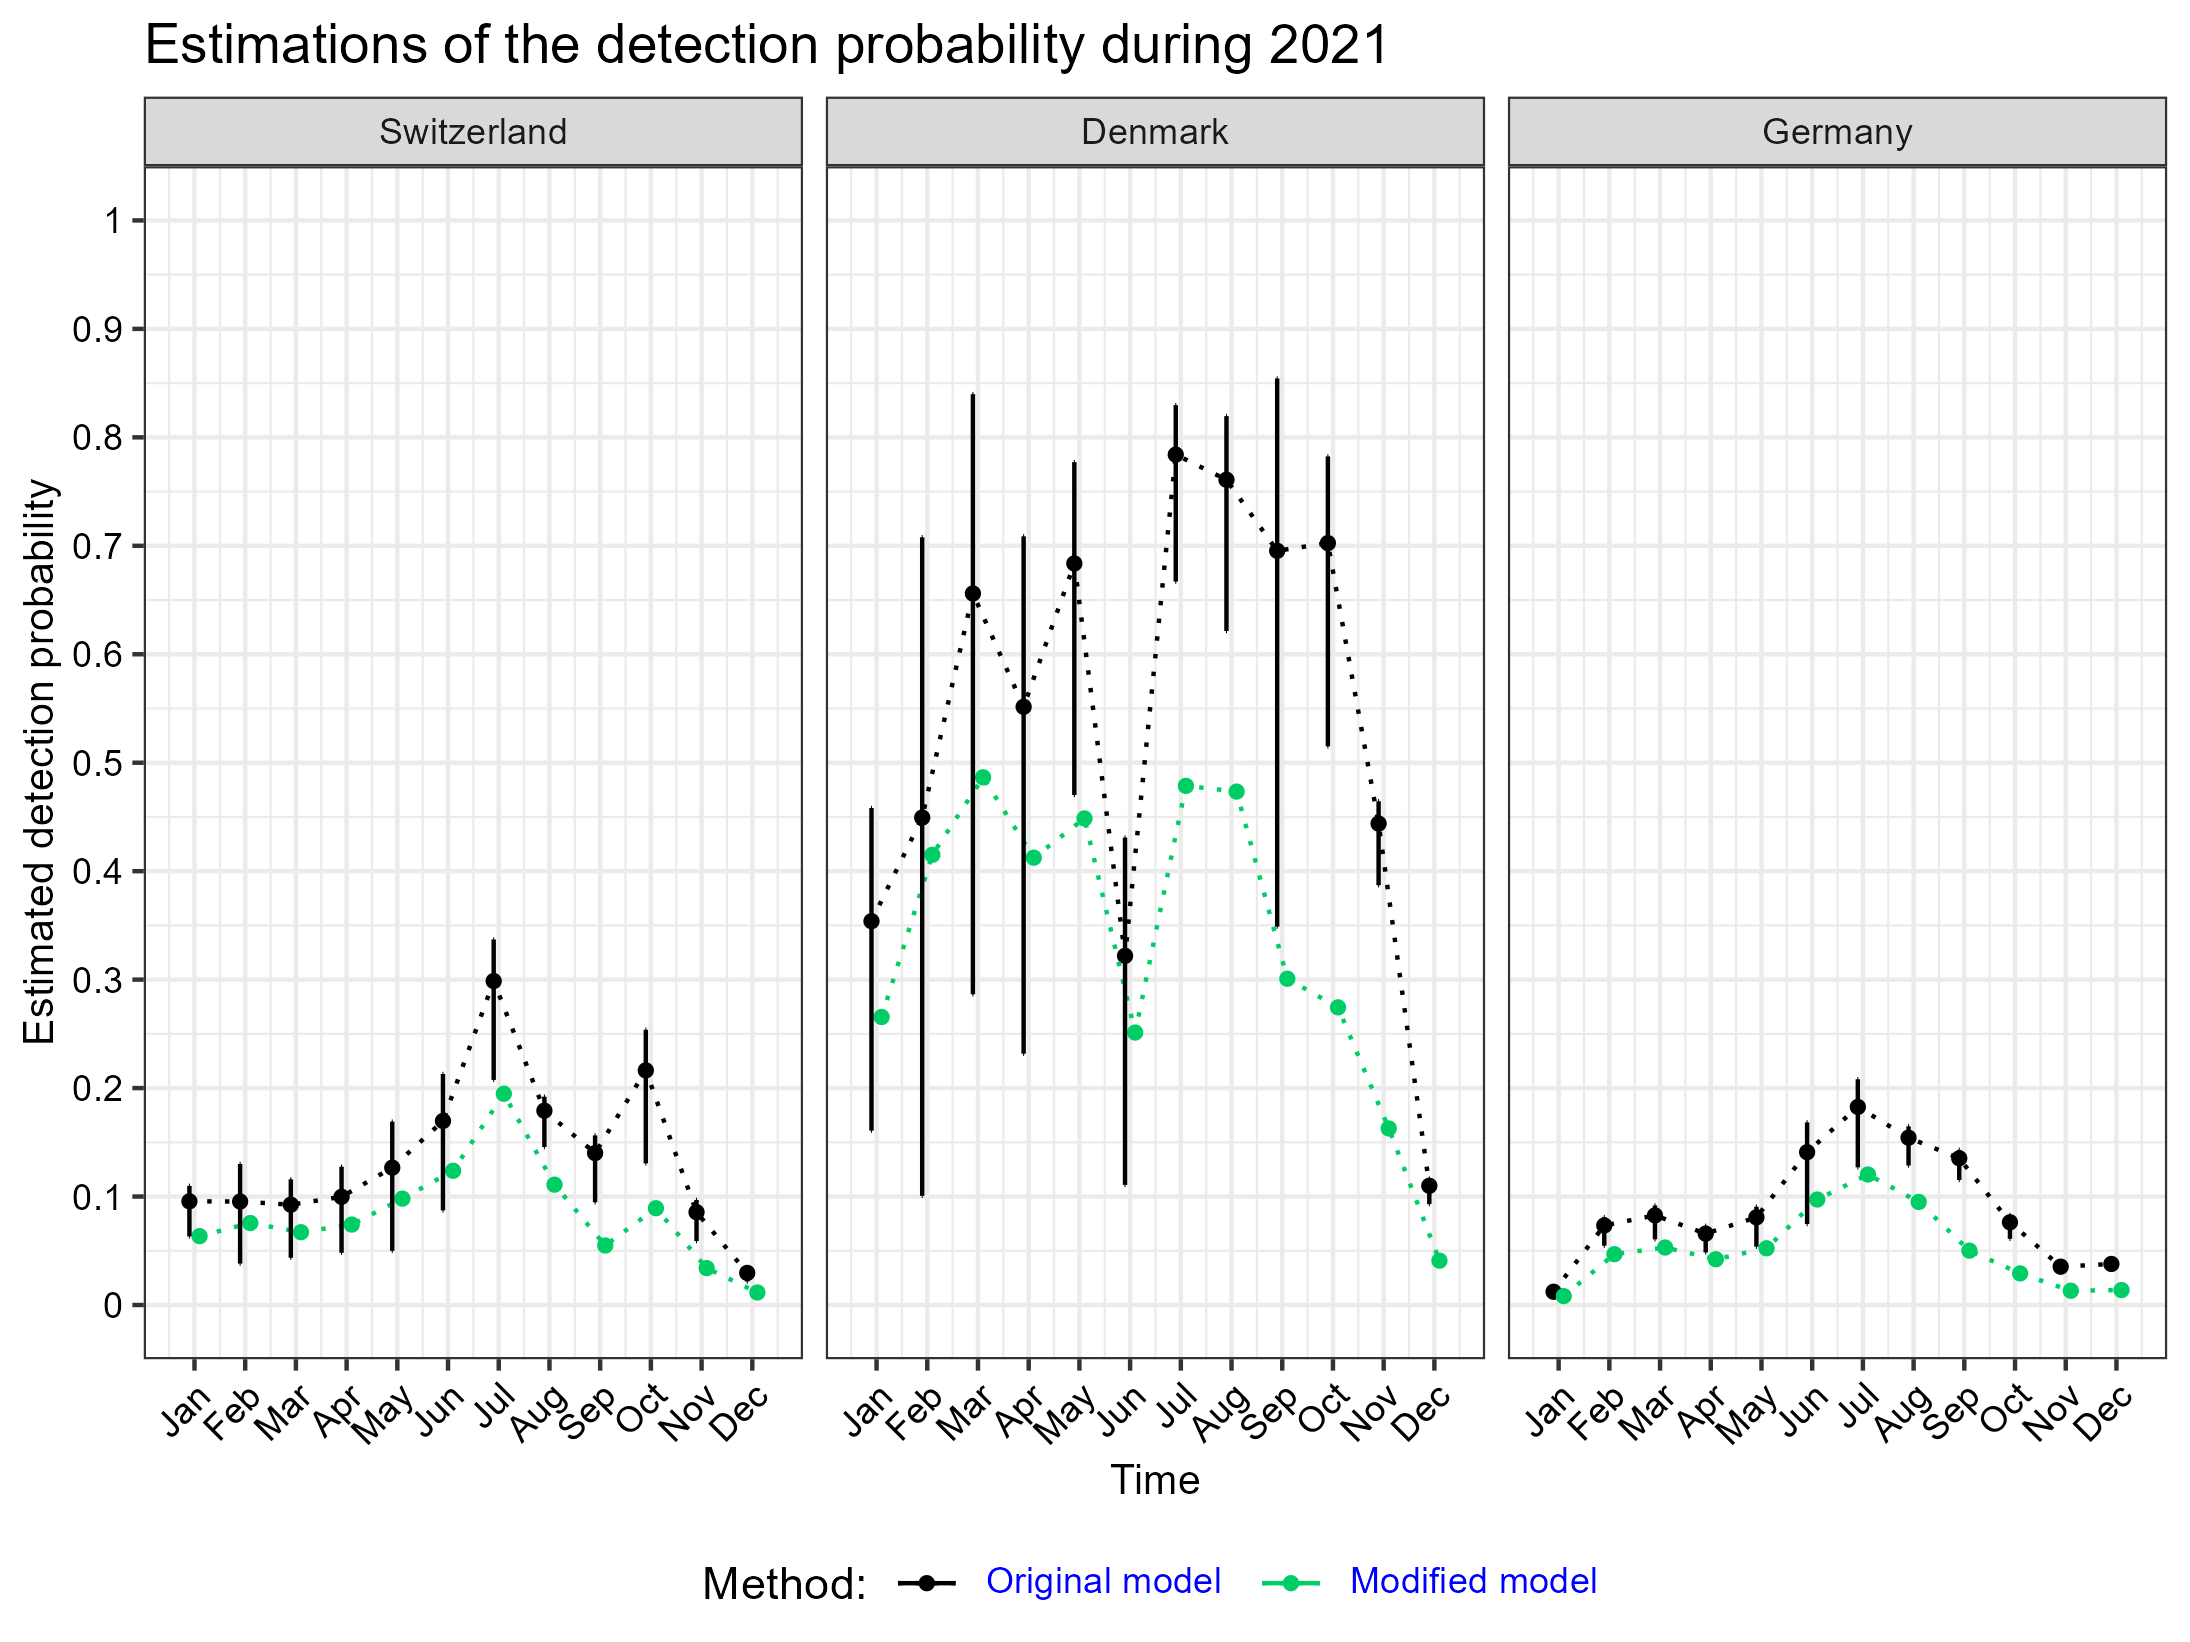 Estimations of the detection probability during 2021
Switzerland
Denmark
Germany
Estimated detection probability
1
0.9
0.8
0.7
0.6
0.5
0.4
0.3
0.2
0.1
0
Jan Feb Mar Apr May Jun Jul Aug Sep Oct Nov Dec
Jan Feb Mar Apr May Jun Jul Aug Sep Oct Nov Dec
Jan Feb Mar Apr May Jun Jul Aug Sep Oct Nov Dec
Time
Method: Original model Modified model